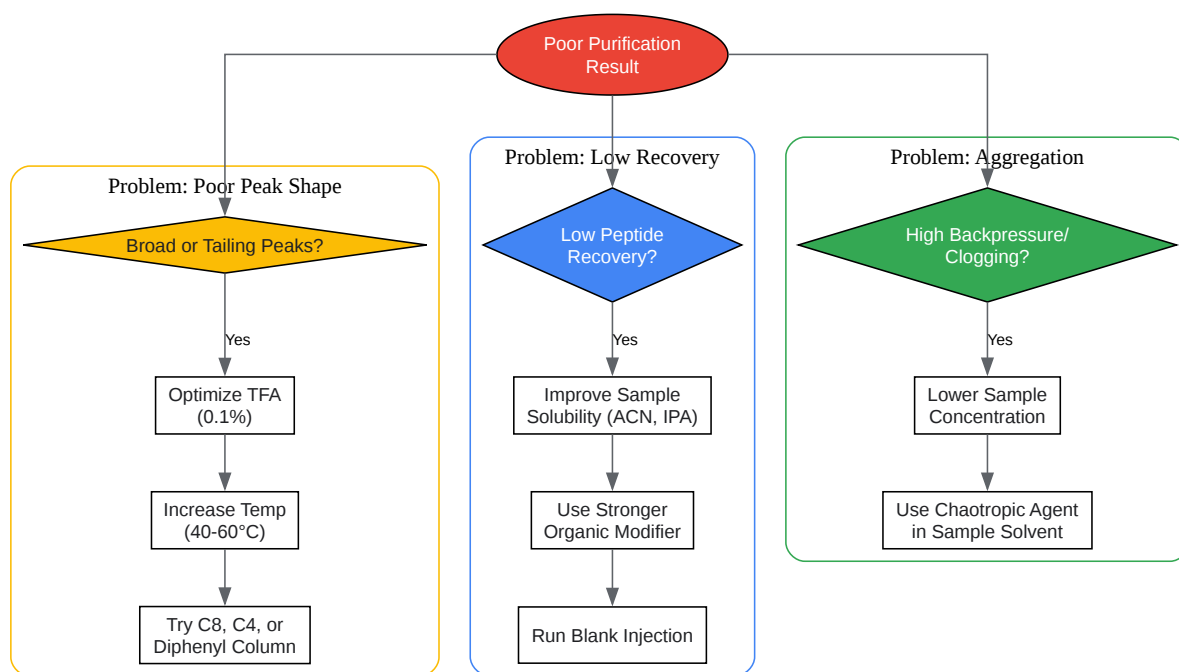 Poor Purification
Result
Problem: Poor Peak Shape
Broad or Tailing Peaks?
Yes
Optimize TFA
(0.1%)
Increase Temp
(40-60°C)
Try C8, C4, or
Diphenyl Column
Problem: Low Recovery
Low Peptide
Recovery?
Yes
Improve Sample
Solubility (ACN, IPA)
Use Stronger
Organic Modifier
Run Blank Injection
Problem: Aggregation
High Backpressure/
Clogging?
Yes
Lower Sample
Concentration
Use Chaotropic Agent
in Sample Solvent